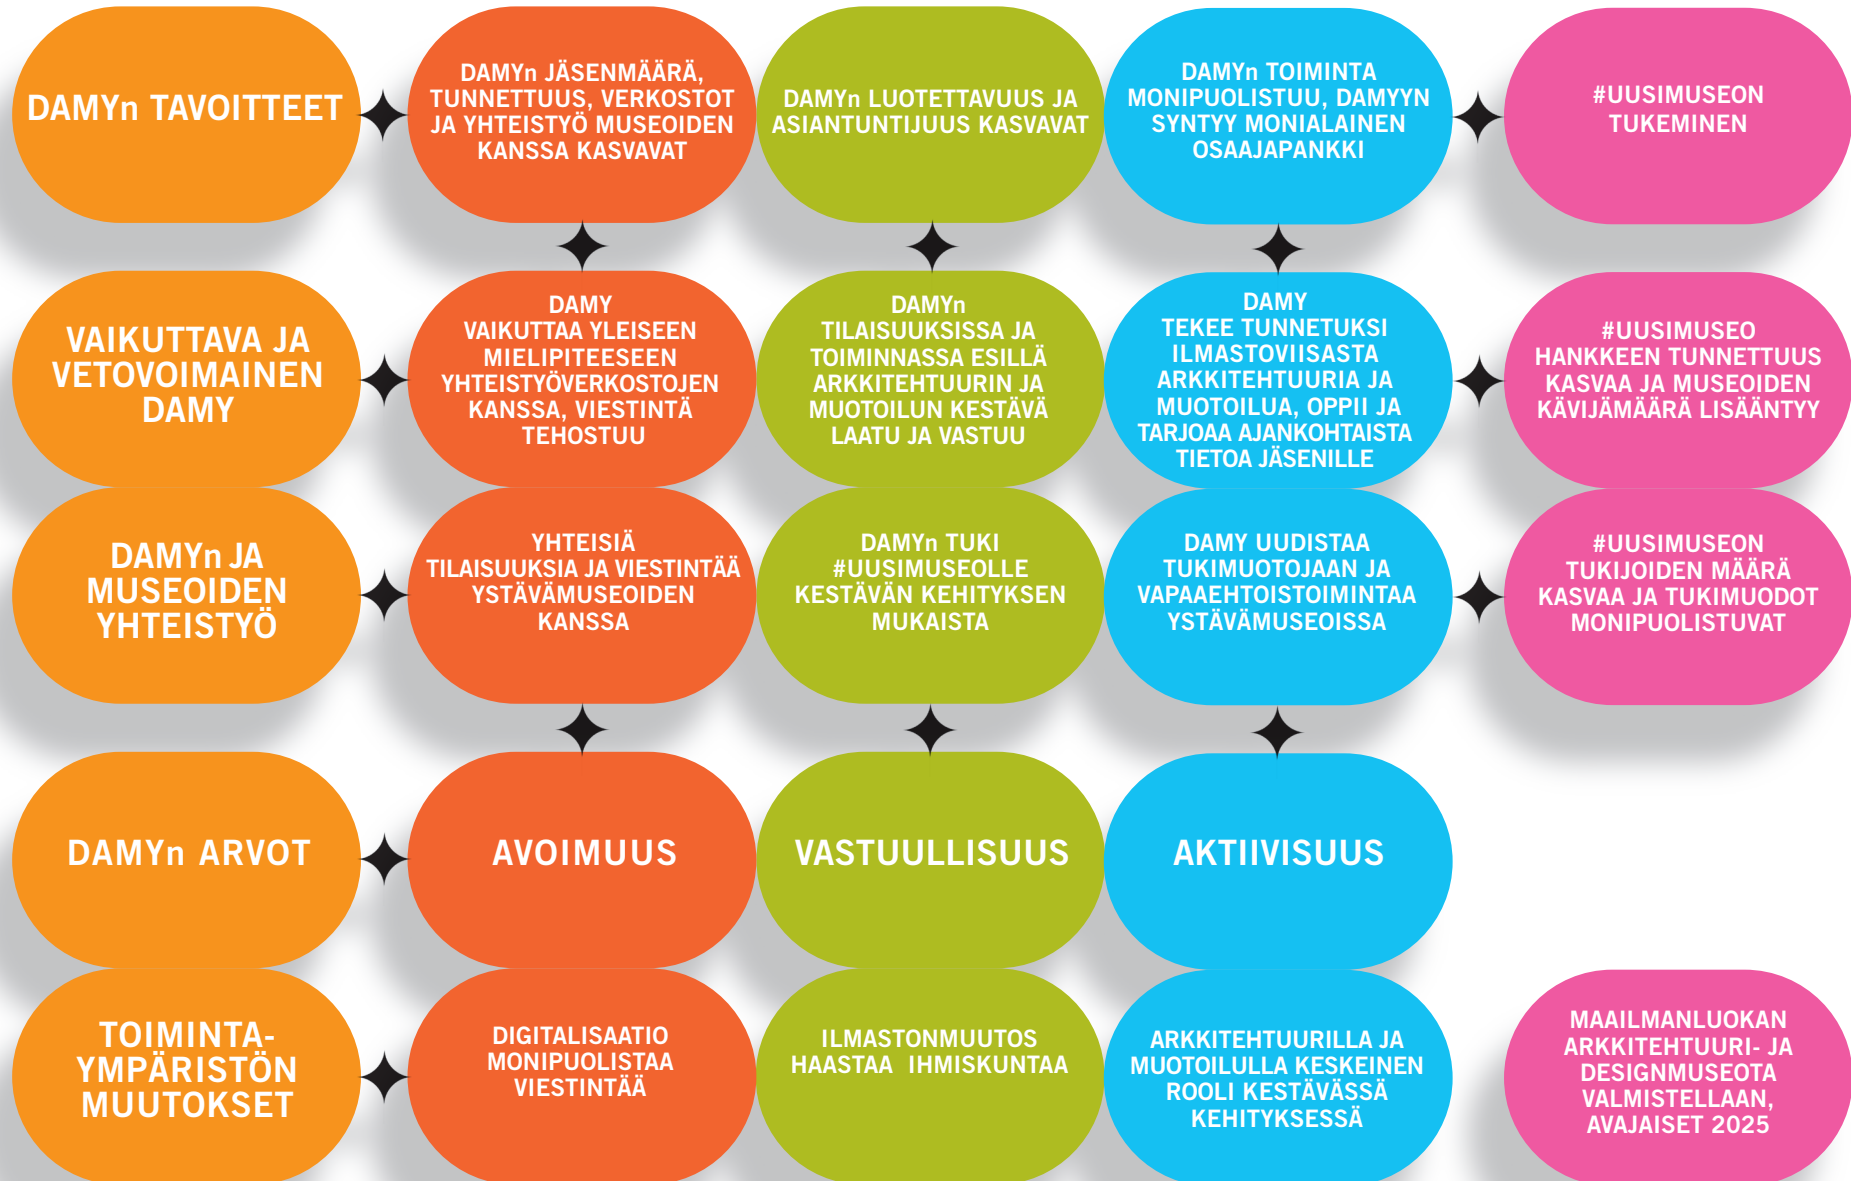 DAMYn TAVOITTEET
DAMYn JÄSENMÄÄRÄ,
TUNNETTUUS, VERKOSTOT
JA YHTEISTYÖ MUSEOIDEN
KANSSA KASVAVAT
DAMYn LUOTETTAVUUS JA
ASIANTUNTIJUUS KASVAVAT
DAMYn TOIMINTA
MONIPUOLISTUU, DAMYYN
SYNTYY MONIALAINEN
OSAAJAPANKKI
#UUSIMUSEON
TUKEMINEN
VAIKUTTAVA JA
VETOVOIMAINEN
DAMY
DAMY
VAIKUTTAA YLEISEEN
MIELIPITEESEEN
YHTEISTYÖVERKOSTOJEN
KANSSA, VIESTINTÄ
TEHOSTUU
DAMYn
TILAISUUKSISSA JA
TOIMINNASSA ESILLÄ
ARKKITEHTUURIN JA
MUOTOILUN KESTÄVÄ
LAATU JA VASTUU
DAMY
TEKEE TUNNETUKSI
ILMASTOVIISASTA
ARKKITEHTUURIA JA
MUOTOILUA, OPPII JA
TARJOAA AJANKOHTAISTA
TIETOA JÄSENILLE
#UUSIMUSEO
HANKKEEN TUNNETTUUS
KASVAA JA MUSEOIDEN
KÄVIJÄMÄÄRÄ LISÄÄNTYY
DAMYn JA
MUSEOIDEN
YHTEISTYÖ
YHTEISIÄ
TILAISUUKSIA JA VIESTINTÄÄ
YSTÄVÄMUSEOIDEN
KANSSA
DAMYn TUKI
#UUSIMUSEOLLE
KESTÄVÄN KEHITYKSEN
MUKAISTA
DAMY UUDISTAA
TUKIMUOTOJAAN JA
VAPAAEHTOISTOIMINTAA
YSTÄVÄMUSEOISSA
#UUSIMUSEON
TUKIJOIDEN MÄÄRÄ
KASVAA JA TUKIMUODOT
MONIPUOLISTUVAT
DAMYn ARVOT
AVOIMUUS
VASTUULLISUUS
AKTIIVISUUS
TOIMINTA-
YMPÄRISTÖN
MUUTOKSET
DIGITALISAATIO
MONIPUOLISTAA
VIESTINTÄÄ
ILMASTONMUUTOS
HAASTAA IHMISKUNTAA
ARKKITEHTUURILLA JA
MUOTOILULLA KESKEINEN
ROOLI KESTÄVÄSSÄ
KEHITYKSESSÄ
MAAILMANLUOKAN
ARKKITEHTUURI- JA
DESIGNMUSEOTA
VALMISTELLAAN,
AVAJAISET 2025